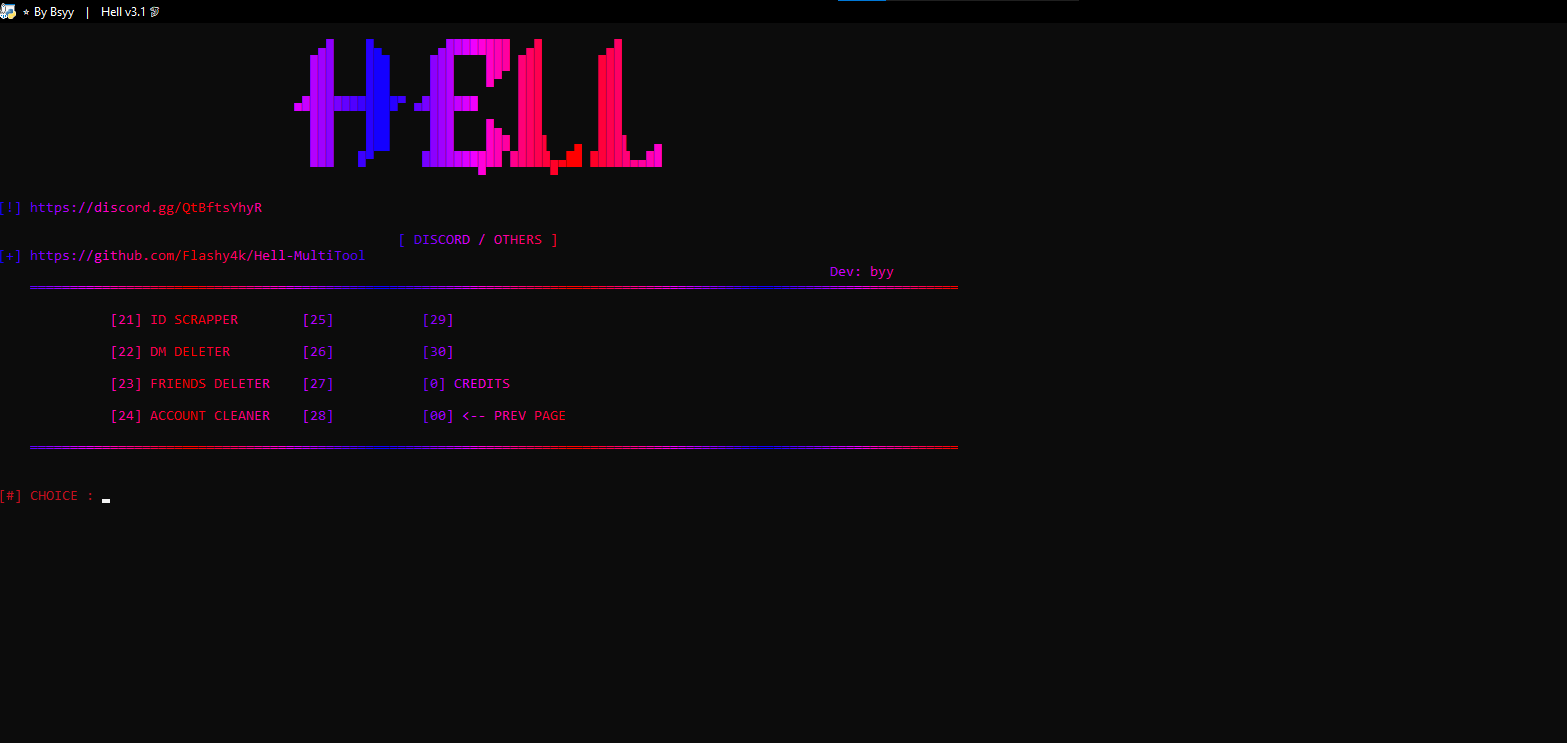 ★ By Bsyy | Hell v3.1 💯
HELL
[!] https://discord.gg/QtBftsYhyR
[ DISCORD / OTHERS ]
[+] https://github.com/Flashy4k/Hell-MultiTool
Dev: byy
[21] ID SCRAPPER [25] [29]
[22] DM DELETER [26] [30]
[23] FRIENDS DELETER [27] [0] CREDITS
[24] ACCOUNT CLEANER [28] [00] <-- PREV PAGE
[#] CHOICE :